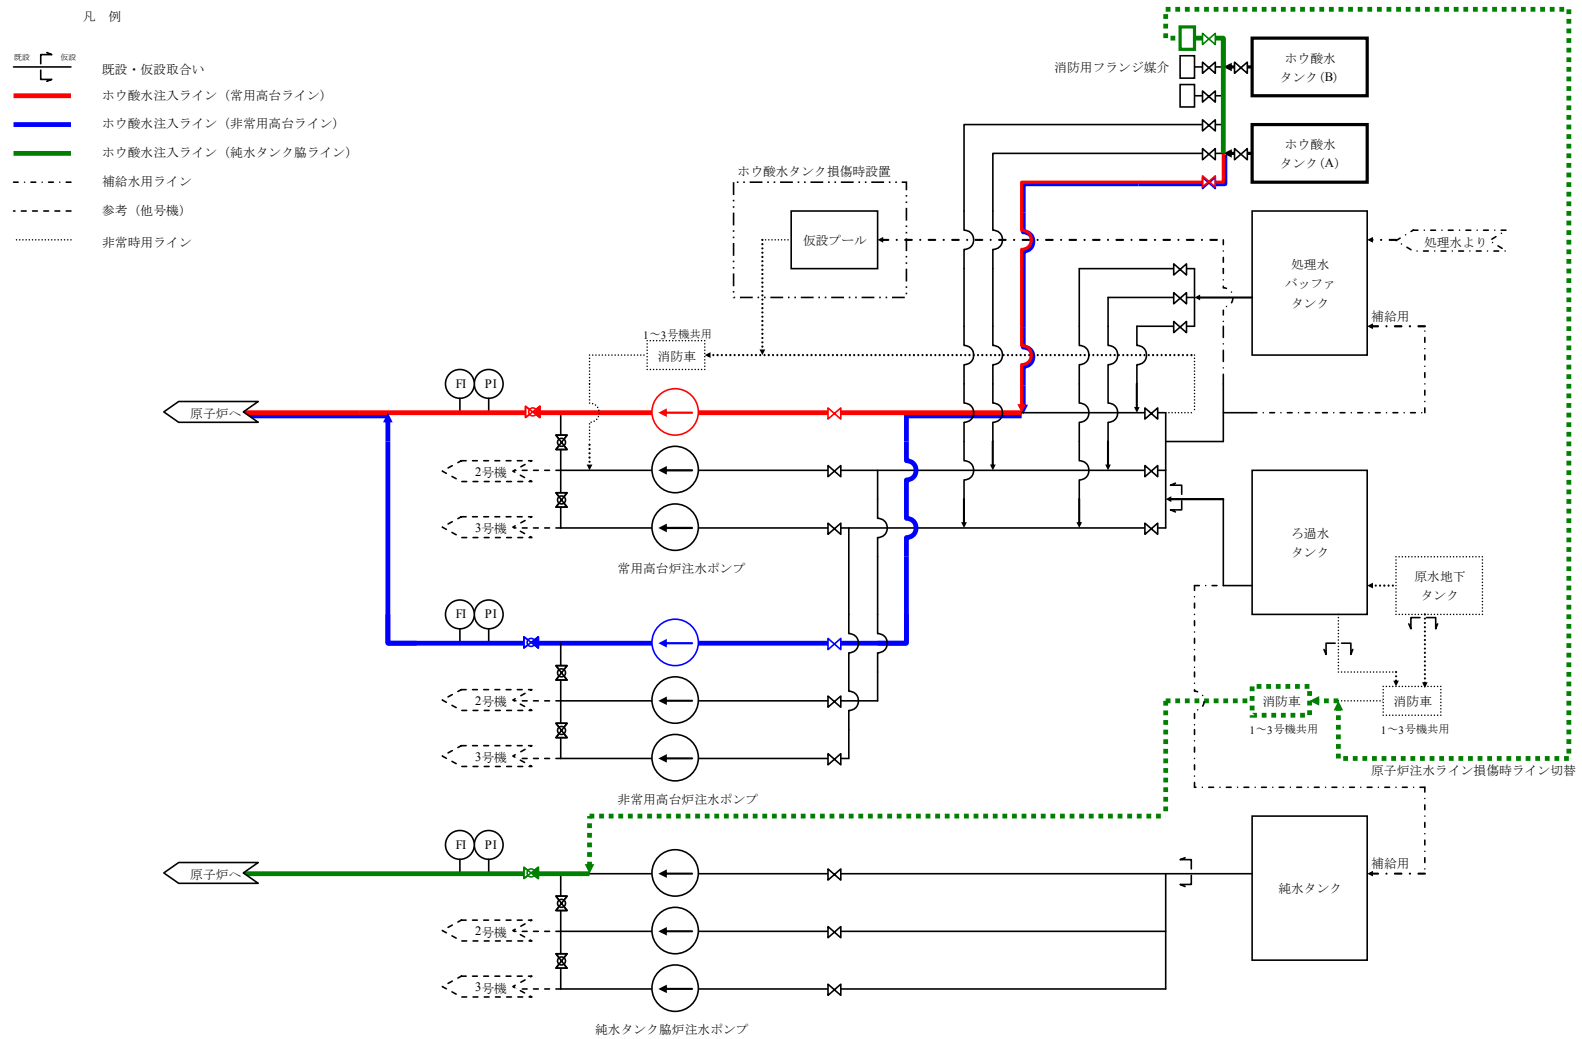 凡 例
既設 仮設
既設・仮設取合い
ホウ酸水注入ライン（常用高台ライン）
ホウ酸水注入ライン（非常用高台ライン）
ホウ酸水注入ライン（純水タンク脇ライン）
補給水用ライン
参考（他号機）
非常時用ライン
消防用フランジ媒介
ホウ酸水
タンク(B)
ホウ酸水
タンク(A)
ホウ酸水タンク損傷時設置
仮設プール
処理水
バッファ
タンク
処理水より
補給用
1～3号機共用
消防車
FI
PI
原子炉へ
2号機
3号機
常用高台炉注水ポンプ
ろ過水
タンク
原水地下
タンク
FI
PI
2号機
3号機
非常用高台炉注水ポンプ
消防車
1～3号機共用
消防車
1～3号機共用
原子炉注水ライン損傷時ライン切替
FI
PI
原子炉へ
2号機
3号機
純水タンク脇炉注水ポンプ
補給用
純水タンク